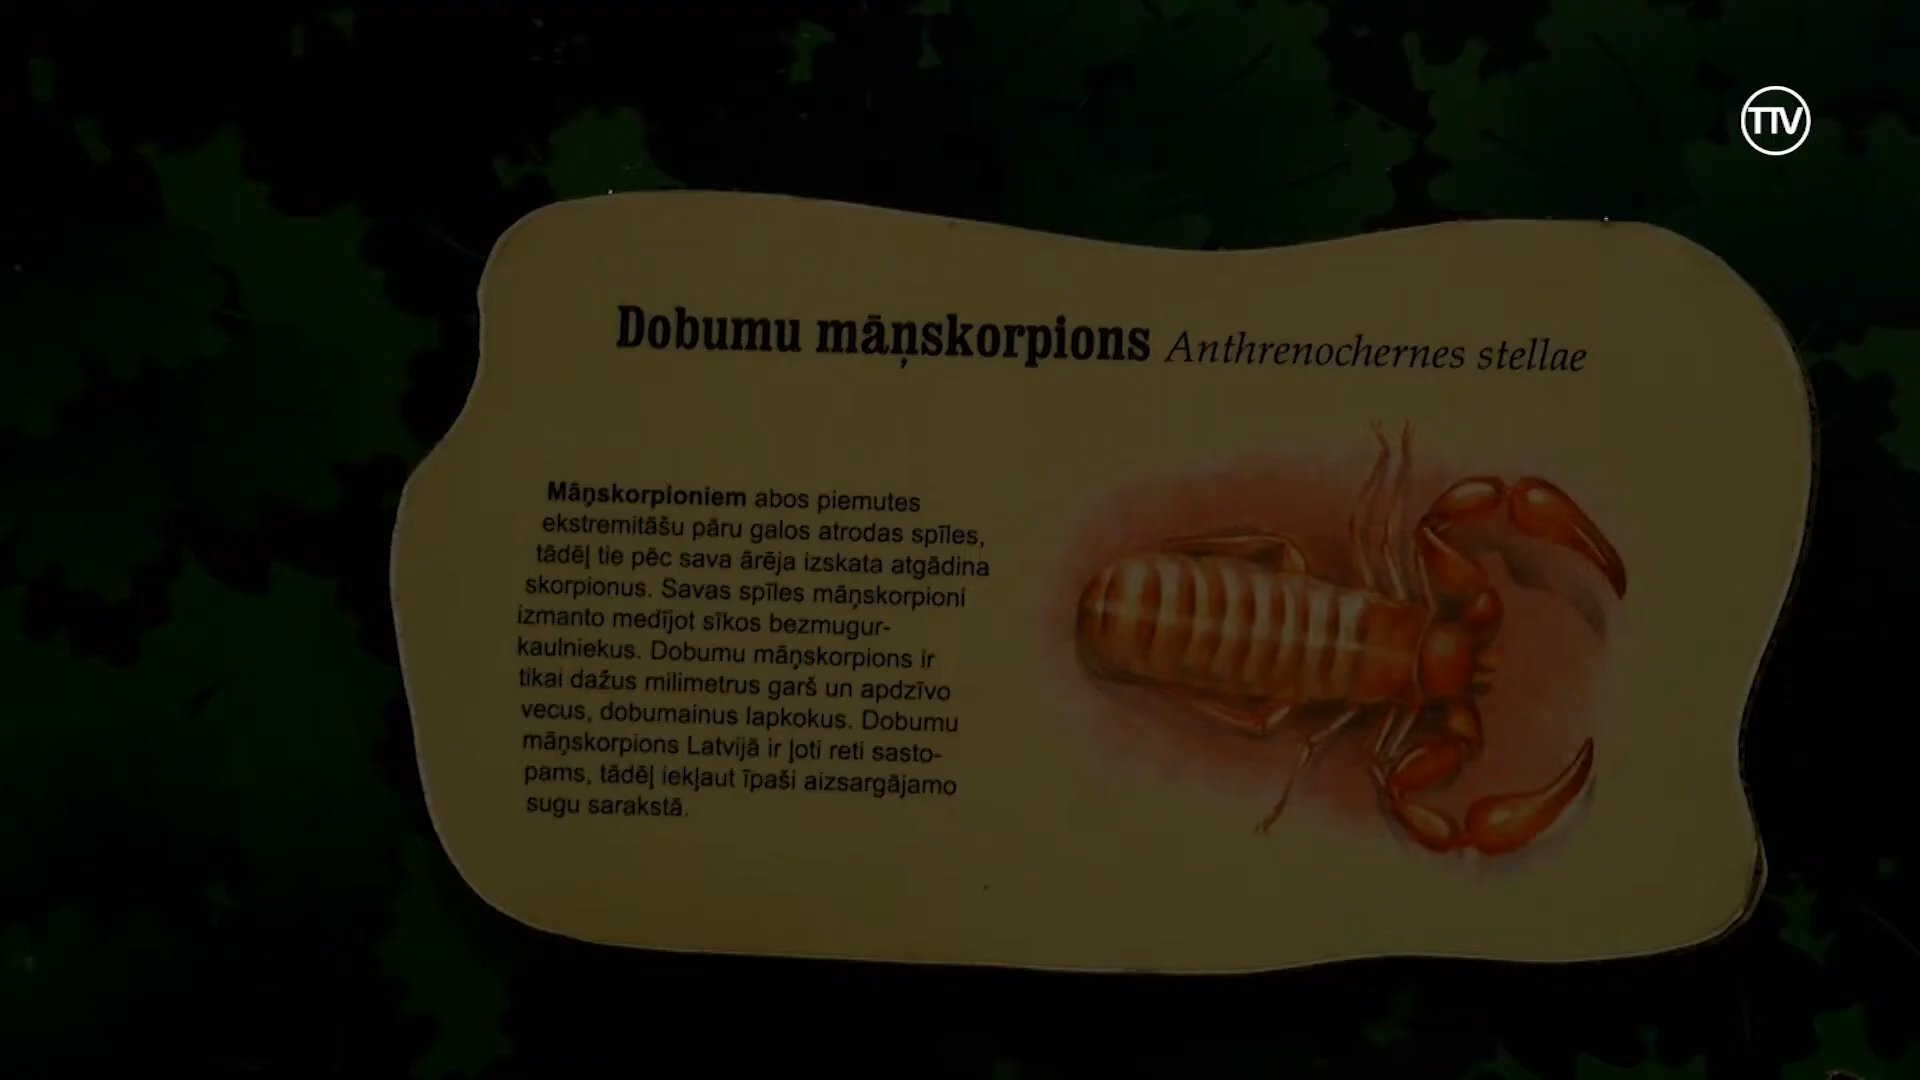 TTV
Dobumu māņskorpions Anthrenochernes stellae
Māņskorpioniem abos piemutes
ekstremitāšu pāru galos atrodas spīles,
tādēļ tie pēc sava ārēja izskata atgādina
skorpionus. Savas spīles māņskorpioni
izmanto medījot sīkos bezmugur-
kaulniekus. Dobumu māņskorpions ir
tikai dažus milimetrus garš un apdzīvo
vecus, dobumainus lapkokus. Dobumu
māņskorpions Latvijā ir ļoti reti sasto-
pams, tādēļ iekļaut īpaši aizsargājamo
sugu sarakstā.